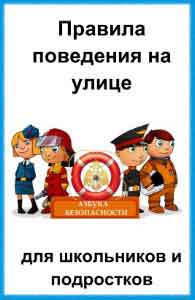 Правила
поведения на
улице
АЗБУКА
БЕЗОПАСНОСТИ
для школьников и
подростков